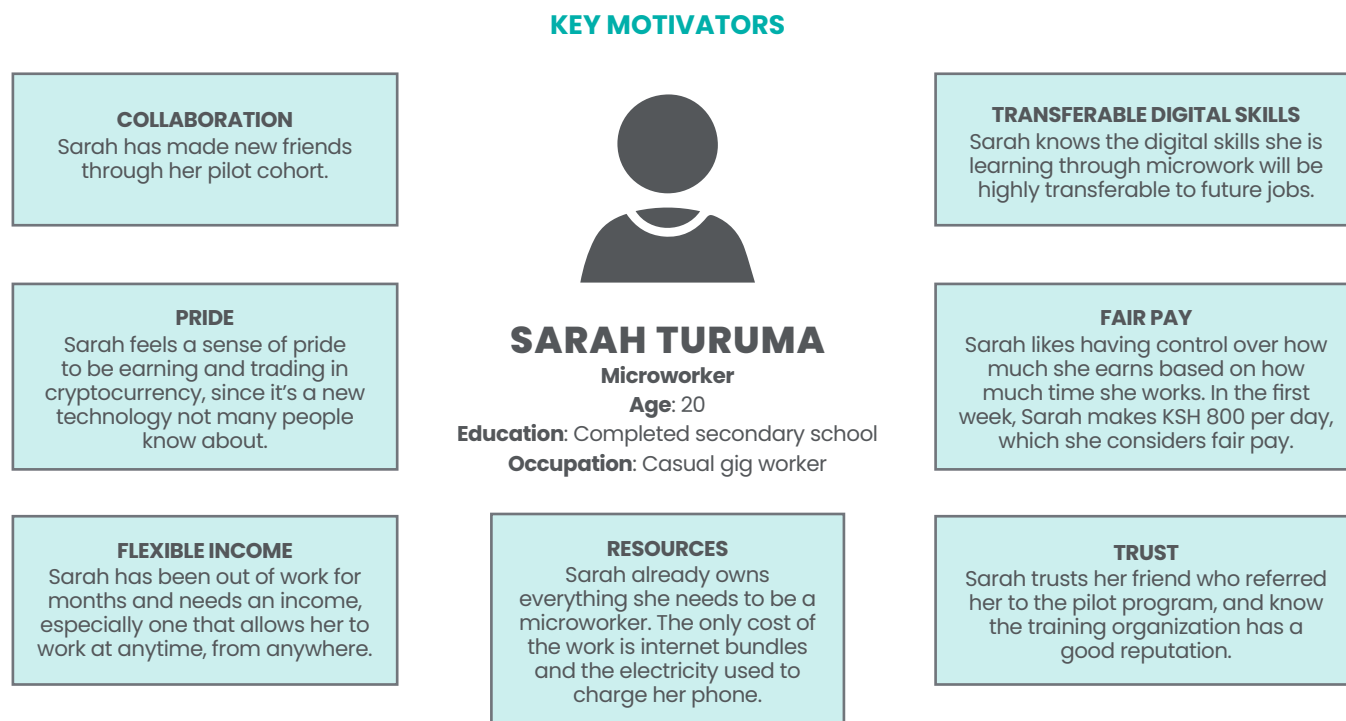 KEY MOTIVATORS
COLLABORATION
Sarah has made new friends
through her pilot cohort.
PRIDE
Sarah feels a sense of pride
to be earning and trading in
cryptocurrency, since it's a new
technology not many people
know about.
FLEXIBLE INCOME
Sarah has been out of work for
months and needs an income,
especially one that allows her to
work at anytime, from anywhere.
SARAH TURUMA
Microworker
Age: 20
Education: Completed secondary school
Occupation: Casual gig worker
RESOURCES
Sarah already owns
everything she needs to be a
microworker. The only cost of
the work is internet bundles
and the electricity used to
charge her phone.
TRANSFERABLE DIGITAL SKILLS
Sarah knows the digital skills she is
learning through microwork will be
highly transferable to future jobs.
FAIR PAY
Sarah likes having control over how
much she earns based on how
much time she works. In the first
week, Sarah makes KSH 800 per day,
which she considers fair pay.
TRUST
Sarah trusts her friend who referred
her to the pilot program, and know
the training organization has a
good reputation.